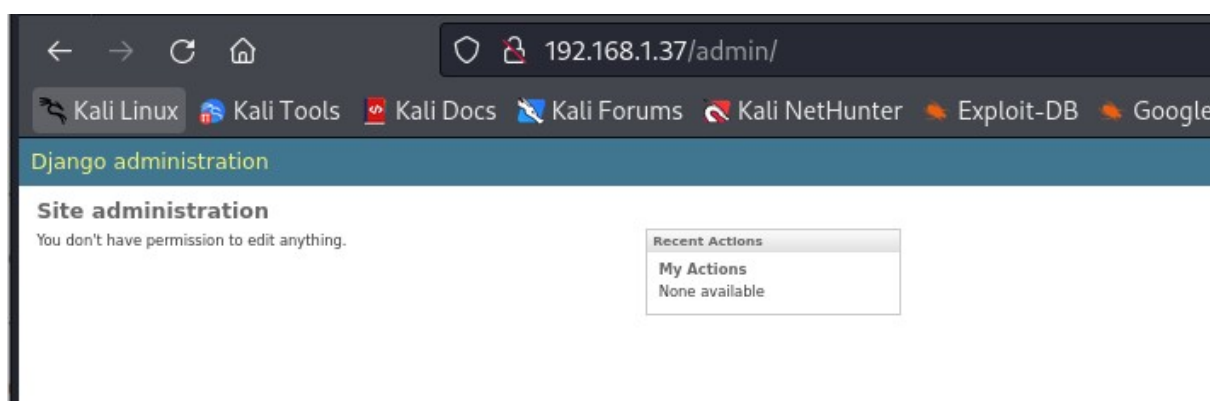 192.168.1.37/admin/
Kali Linux Kali Tools Kali Docs Kali Forums Kali NetHunter Exploit-DB Google
Django administration
Site administration
You don't have permission to edit anything.
Recent Actions
My Actions
None available